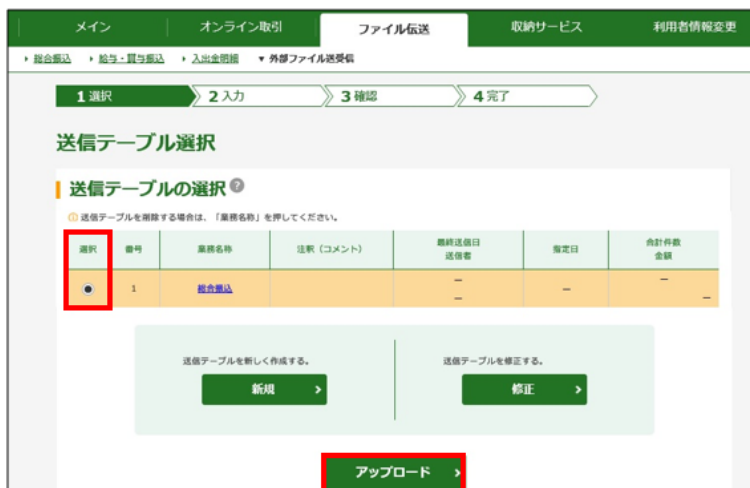 メイン オンライン取引 ファイル伝送 収納サービス 利用者情報変更
総合振込 給与・賞与振込 入出金明細 ▼ 外部ファイル送受信
1 選択 2 入力 3 確認 4 完了
送信テーブル選択
送信テーブルの選択 ?
送信テーブルを削除する場合は、「業務名称」を押してください。
選択 番号 業務名称 注釈（コメント） 最終送信日 送信者 指定日 合計件数 金額
1 総合振込 － － － － －
送信テーブルを新しく作成する。 送信テーブルを修正する。
新規 修正
アップロード